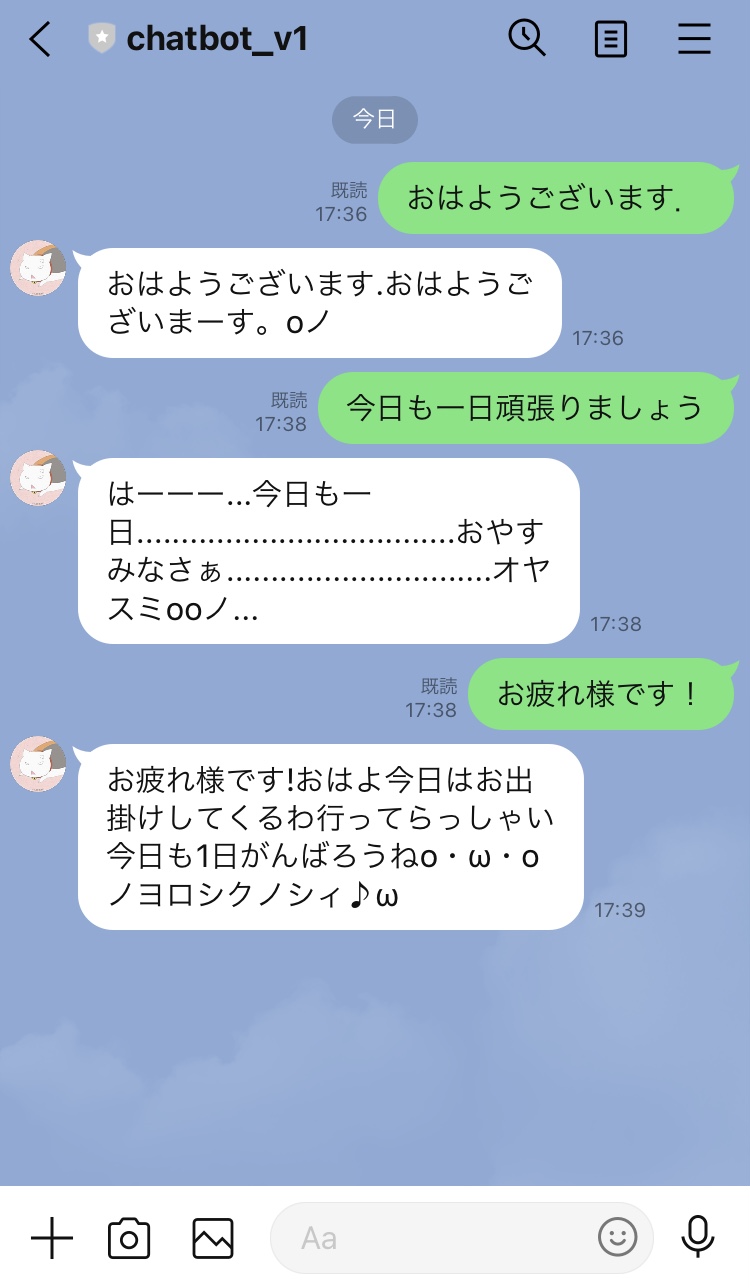 chatbot_v1
今日
既読
17:36
おはようございます.
おはようございます.おはようご
ざいまーす。oノ
17:36
既読
17:38
今日も一日頑張りましょう
はーーー...今日も一
日....................................おやす
みなさぁ..............................オヤ
スミooノ...
17:38
既読
17:38
お疲れ様です！
お疲れ様です!おはよ今日はお出
掛けしてくるわ行ってらっしゃい
今日も1日がんばろうねo・ω・o
ノヨロシクノシィ♪ω
17:39
Aa